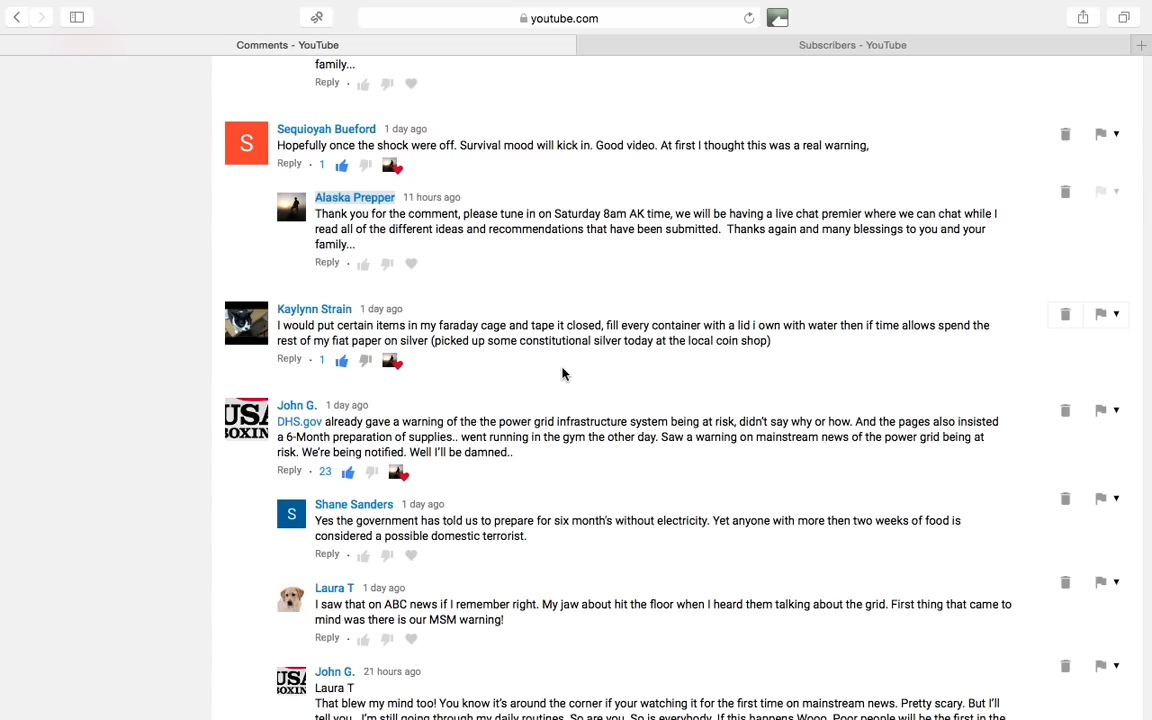 youtube.com
Comments - YouTube
Subscribers - YouTube
family...
Reply
S
Sequioyah Bueford 1 day ago
Hopefully once the shock were off. Survival mood will kick in. Good video. At first I thought this was a real warning,
Reply · 1
Alaska Prepper 11 hours ago
Thank you for the comment, please tune in on Saturday 8am AK time, we will be having a live chat premier where we can chat while I
read all of the different ideas and recommendations that have been submitted. Thanks again and many blessings to you and your
family...
Reply
Kaylynn Strain 1 day ago
I would put certain items in my faraday cage and tape it closed, fill every container with a lid i own with water then if time allows spend the
rest of my fiat paper on silver (picked up some constitutional silver today at the local coin shop)
Reply · 1
USA
BOXIN
John G. 1 day ago
DHS.gov already gave a warning of the the power grid infrastructure system being at risk, didn't say why or how. And the pages also insisted
a 6-Month preparation of supplies.. went running in the gym the other day. Saw a warning on mainstream news of the power grid being at
risk. We're being notified. Well I'll be damned..
Reply · 23
S
Shane Sanders 1 day ago
Yes the government has told us to prepare for six month's without electricity. Yet anyone with more then two weeks of food is
considered a possible domestic terrorist.
Reply
Laura T 1 day ago
I saw that on ABC news if I remember right. My jaw about hit the floor when I heard them talking about the grid. First thing that came to
mind was there is our MSM warning!
Reply
USA
BOXIN
John G. 21 hours ago
Laura T
That blew my mind too! You know it's around the corner if your watching it for the first time on mainstream news. Pretty scary. But I'll
tell you.. I'm still going through my daily routines. So are you. So is everybody. If this happens Wooo. Poor people will be the first in the